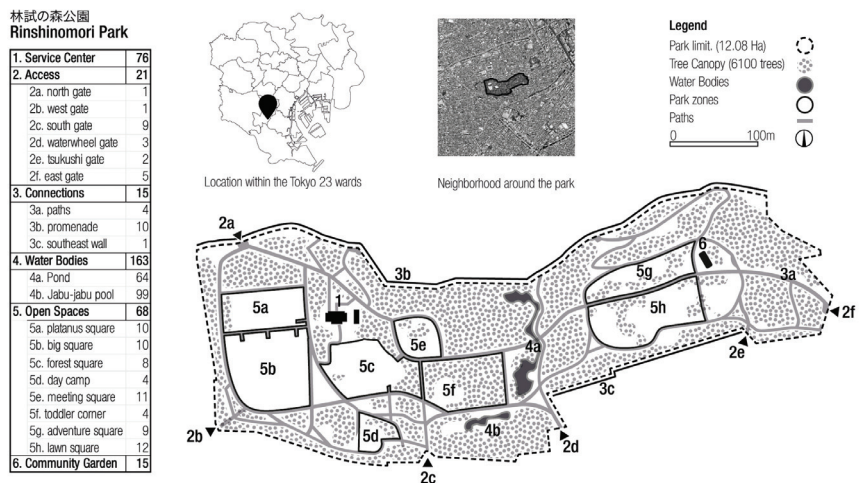 林試の森公園
Rinshinomori Park
1. Service Center 76
2. Access 21
2a. north gate 1
2b. west gate 1
2c. south gate 9
2d. waterwheel gate 3
2e. tsukushi gate 2
2f. east gate 5
3. Connections 15
3a. paths 4
3b. promenade 10
3c. southeast wall 1
4. Water Bodies 163
4a. Pond 64
4b. Jabu-jabu pool 99
5. Open Spaces 68
5a. platanus square 10
5b. big square 10
5c. forest square 8
5d. day camp 4
5e. meeting square 11
5f. toddler corner 4
5g. adventure square 9
5h. lawn square 12
6. Community Garden 15
Location within the Tokyo 23 wards
Neighborhood around the park
Legend
Park limit. (12.08 Ha)
Tree Canopy (6100 trees)
Water Bodies
Park zones
Paths
0 100m
2a
3b
6
5g
3a
5a
1
5h
2f
5e
4a
2e
5b
5c
5f
3c
2b
5d
4b
2d
2c